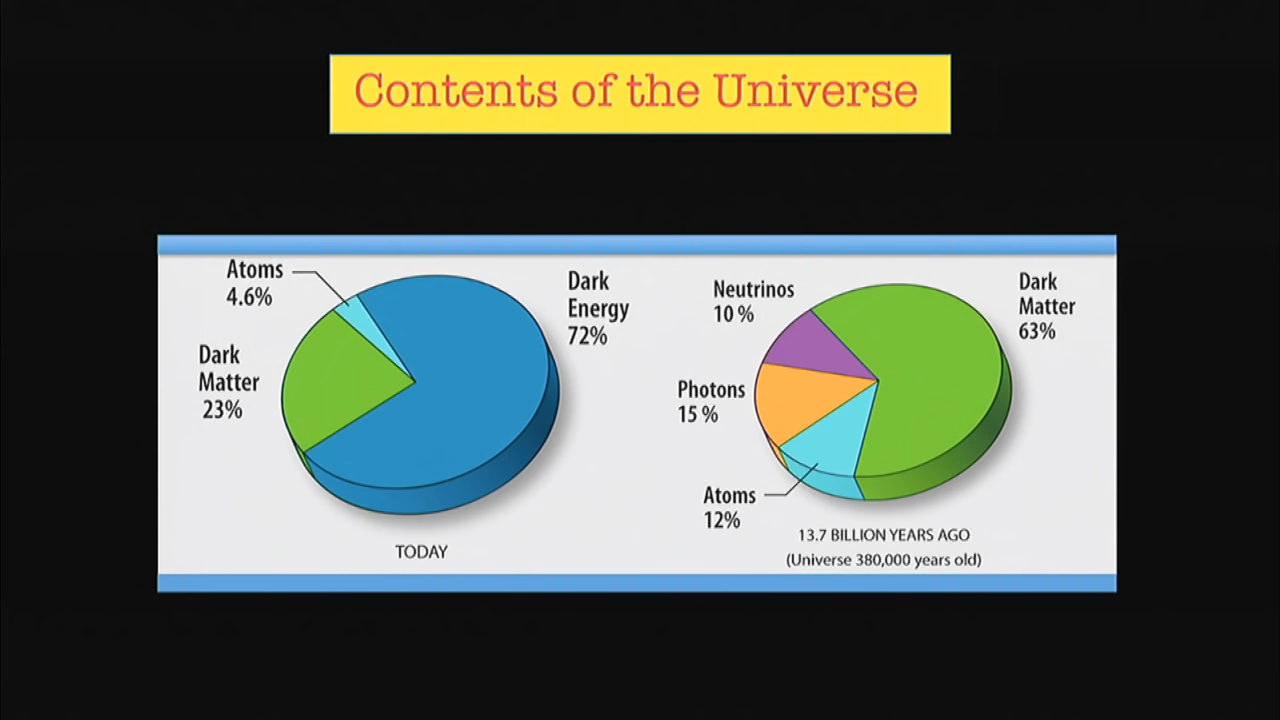 Contents of the Universe
Atoms
4.6%
Dark
Energy
72%
Dark
Matter
23%
TODAY
Neutrinos
10 %
Dark
Matter
63%
Photons
15 %
Atoms
12%
13.7 BILLION YEARS AGO
(Universe 380,000 years old)